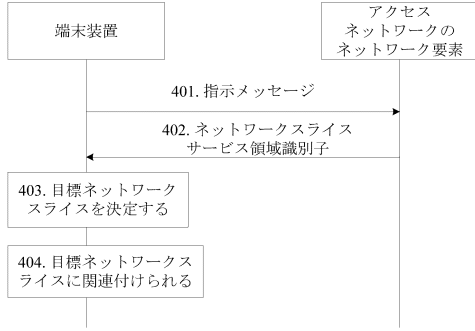 端末装置
アクセス
ネットワークの
ネットワーク要素
401. 指示メッセージ
402. ネットワークスライス
サービス領域識別子
403. 目標ネットワーク
スライスを決定する
404. 目標ネットワークス
ライスに関連付けられる